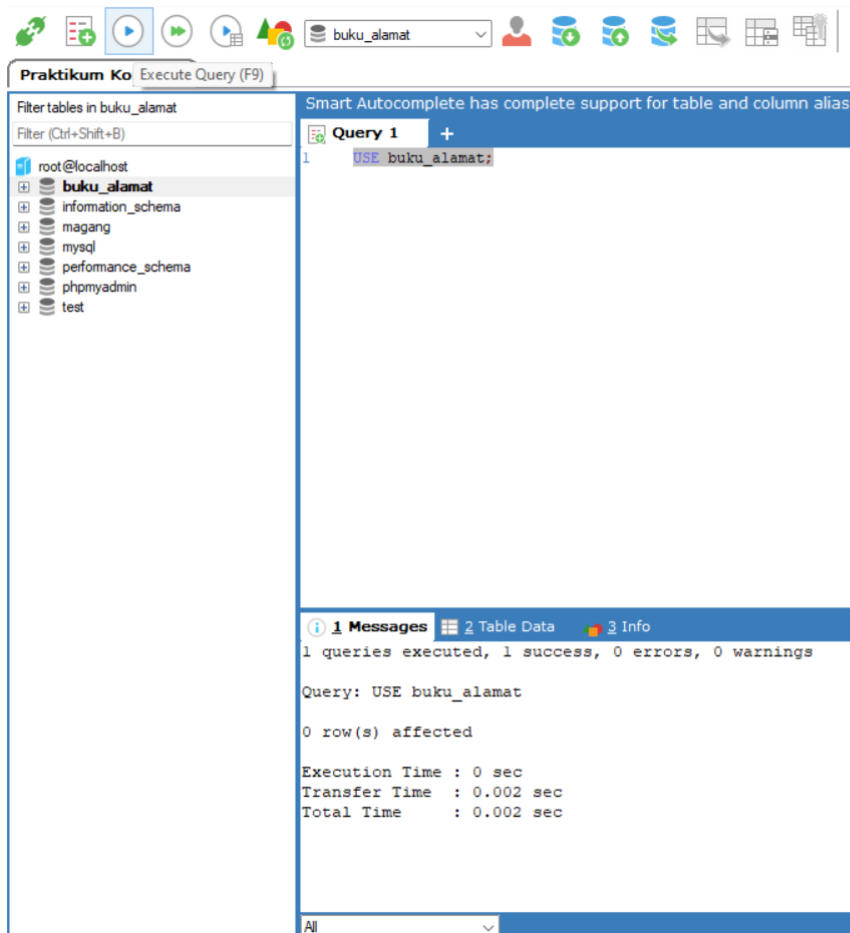 buku_alamat
Praktikum Ko
Execute Query (F9)
Filter tables in buku_alamat
Filter (Ctrl+Shift+B)
root@localhost
buku_alamat
information_schema
magang
mysql
performance_schema
phpmyadmin
test
Smart Autocomplete has complete support for table and column alias
Query 1 +
1 USE buku_alamat;
1 Messages 2 Table Data 3 Info
1 queries executed, 1 success, 0 errors, 0 warnings
Query: USE buku_alamat
0 row(s) affected
Execution Time : 0 sec
Transfer Time : 0.002 sec
Total Time : 0.002 sec
All